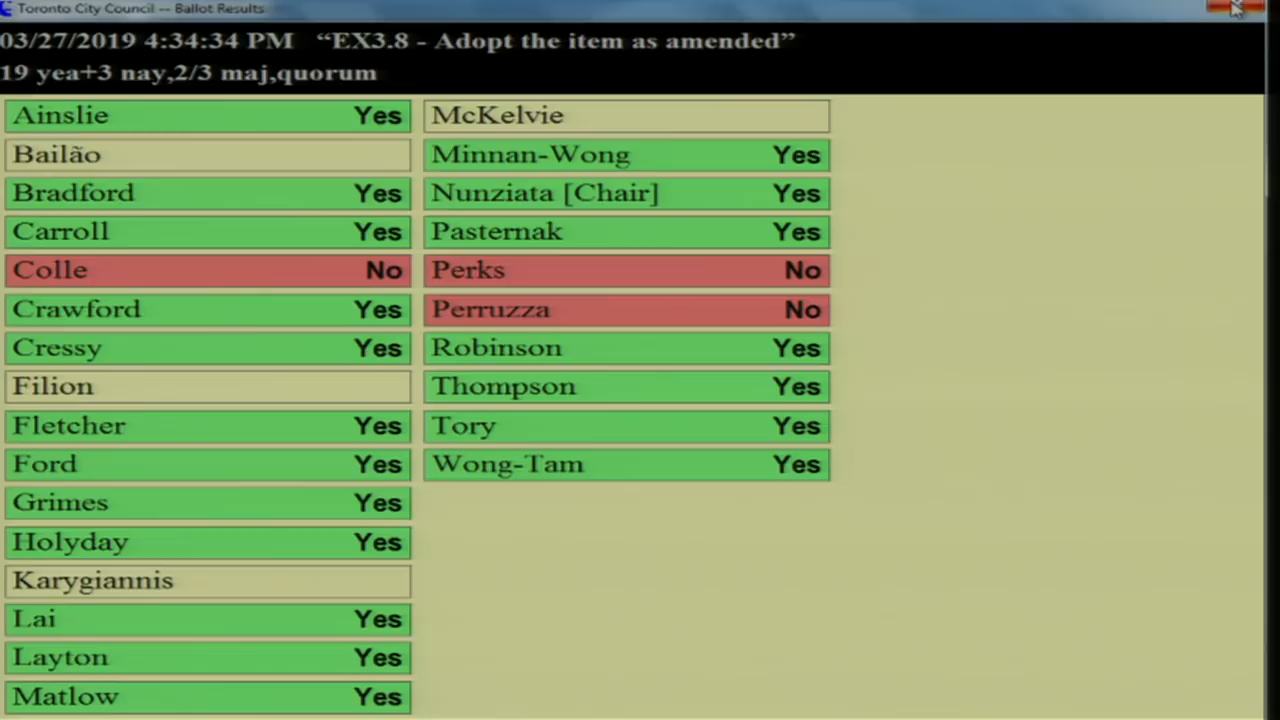 Toronto City Council -- Ballot Results
03/27/2019 4:34:34 PM “EX3.8 - Adopt the item as amended”
19 yea+3 nay,2/3 maj,quorum
Ainslie Yes
Bailão
Bradford Yes
Carroll Yes
Colle No
Crawford Yes
Cressy Yes
Filion
Fletcher Yes
Ford Yes
Grimes Yes
Holyday Yes
Karygiannis
Lai Yes
Layton Yes
Matlow Yes
McKelvie
Minnan-Wong Yes
Nunziata [Chair] Yes
Pasternak Yes
Perks No
Perruzza No
Robinson Yes
Thompson Yes
Tory Yes
Wong-Tam Yes